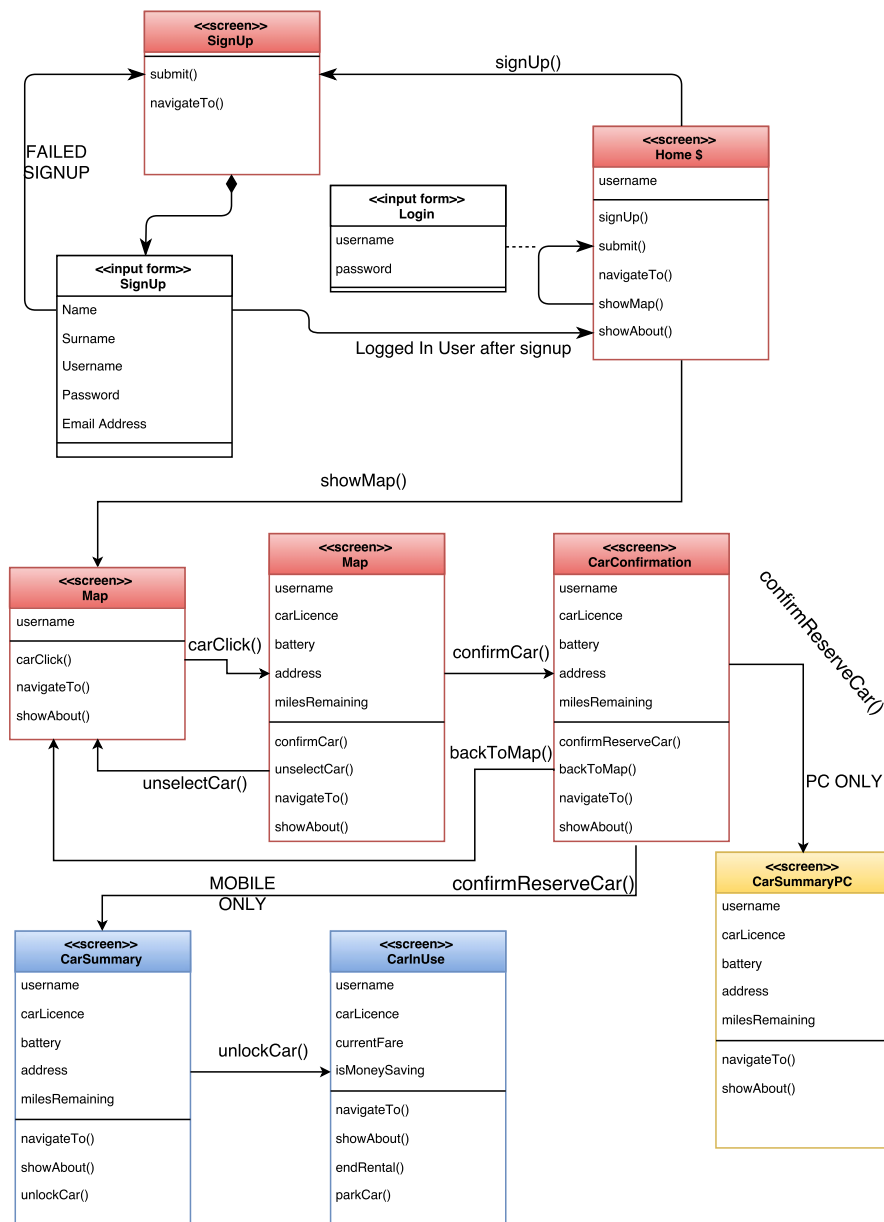 <<screen>>
SignUp
submit()
navigateTo()
signUp()
FAILED
SIGNUP
<<screen>>
Home $
username
signUp()
submit()
navigateTo()
showMap()
showAbout()
<<input form>>
Login
username
password
<<input form>>
SignUp
Name
Surname
Username
Password
Email Address
Logged In User after signup
showMap()
<<screen>>
Map
username
carClick()
navigateTo()
showAbout()
carClick()
unselectCar()
<<screen>>
Map
username
carLicence
battery
address
milesRemaining
confirmCar()
unselectCar()
navigateTo()
showAbout()
confirmCar()
backToMap()
<<screen>>
CarConfirmation
username
carLicence
battery
address
milesRemaining
confirmReserveCar()
backToMap()
navigateTo()
showAbout()
confirmReserveCar()
PC ONLY
<<screen>>
CarSummaryPC
username
carLicence
battery
address
milesRemaining
navigateTo()
showAbout()
MOBILE
ONLY
confirmReserveCar()
<<screen>>
CarSummary
username
carLicence
battery
address
milesRemaining
navigateTo()
showAbout()
unlockCar()
unlockCar()
<<screen>>
CarInUse
username
carLicence
currentFare
isMoneySaving
navigateTo()
showAbout()
endRental()
parkCar()